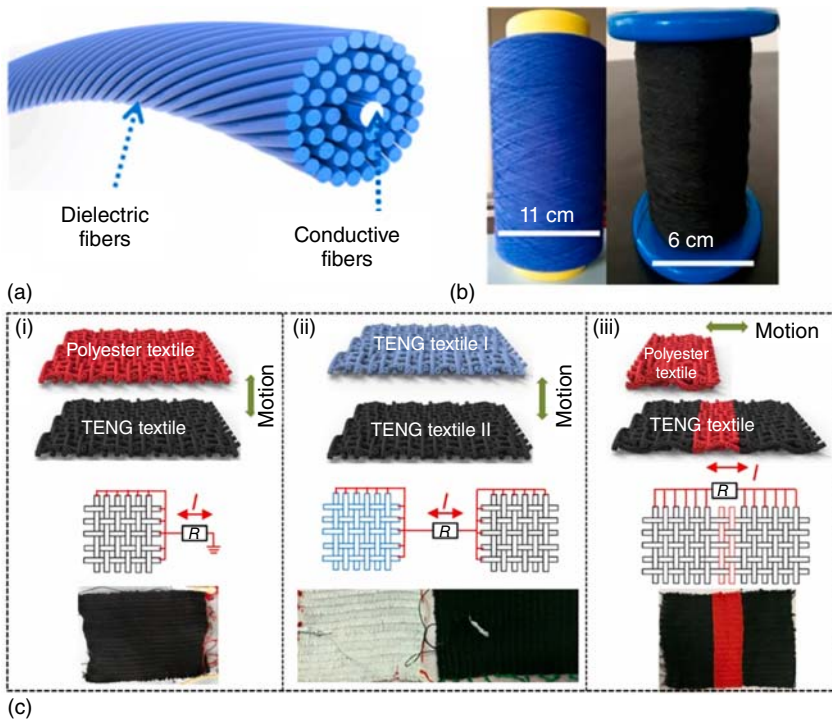 Dielectric
fibers
Conductive
fibers
(a)
11 cm
6 cm
(b)
(i)
Polyester textile
TENG textile
Motion
I
R
(ii)
TENG textile I
TENG textile II
Motion
I
R
(iii)
Motion
Polyester
textile
TENG textile
I
R
(c)